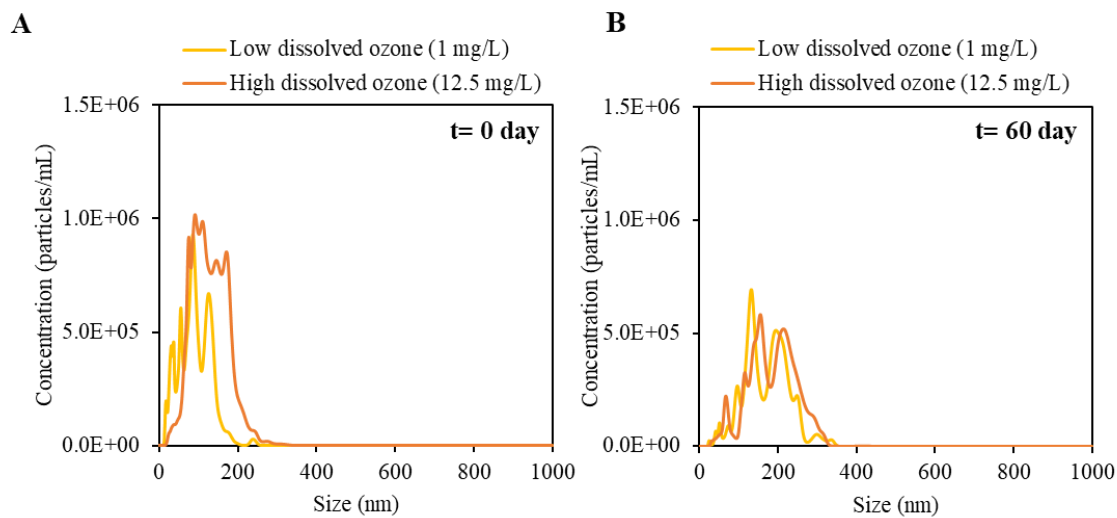 A
Low dissolved ozone (1 mg/L)
High dissolved ozone (12.5 mg/L)
1.5E+06
1.0E+06
5.0E+05
0.0E+00
Concentration (particles/mL)
t= 0 day
0 200 400 600 800 1000
Size (nm)
B
Low dissolved ozone (1 mg/L)
High dissolved ozone (12.5 mg/L)
1.5E+06
1.0E+06
5.0E+05
0.0E+00
Concentration (particles/mL)
t= 60 day
0 200 400 600 800 1000
Size (nm)